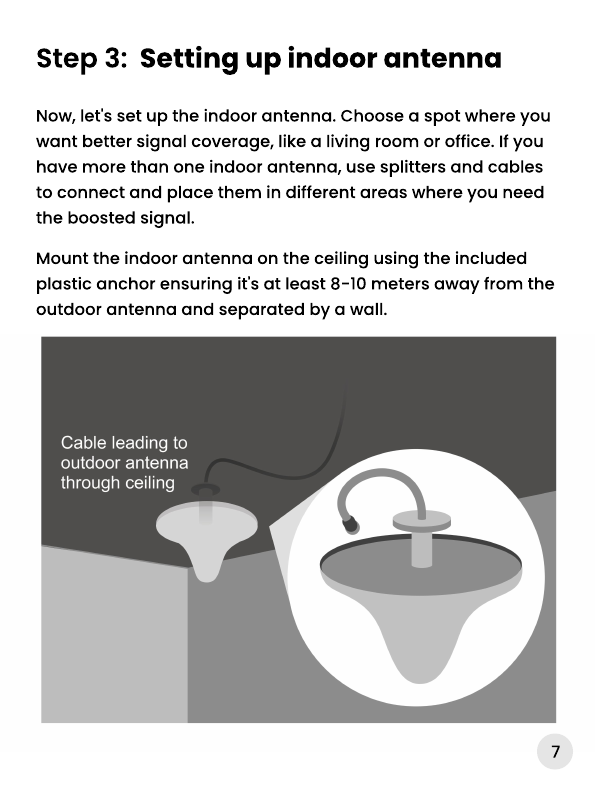 Step 3: Setting up indoor antenna
Now, let's set up the indoor antenna. Choose a spot where you
want better signal coverage, like a living room or office. If you
have more than one indoor antenna, use splitters and cables
to connect and place them in different areas where you need
the boosted signal.
Mount the indoor antenna on the ceiling using the included
plastic anchor ensuring it's at least 8-10 meters away from the
outdoor antenna and separated by a wall.
Cable leading to
outdoor antenna
through ceiling
7